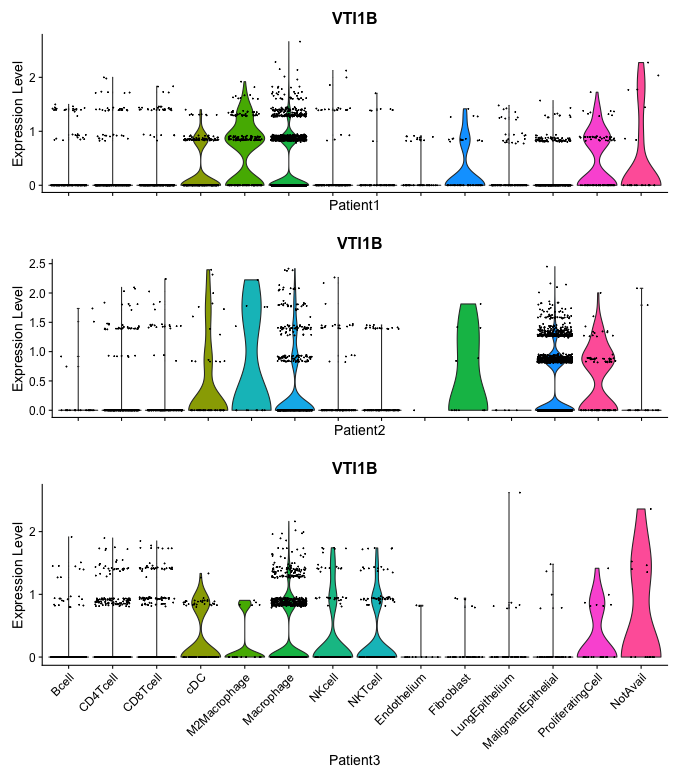 VTI1B
Expression Level
2
1
0
Patient1
VTI1B
Expression Level
2.5
2.0
1.5
1.0
0.5
0.0
Patient2
VTI1B
Expression Level
2
1
0
Bcell
CD4Tcell
CD8Tcell
cDC
M2Macrophage
Macrophage
NKcell
NKTcell
Endothelium
Fibroblast
LungEpithelium
MalignantEpithelial
ProliferatingCell
NotAvail
Patient3